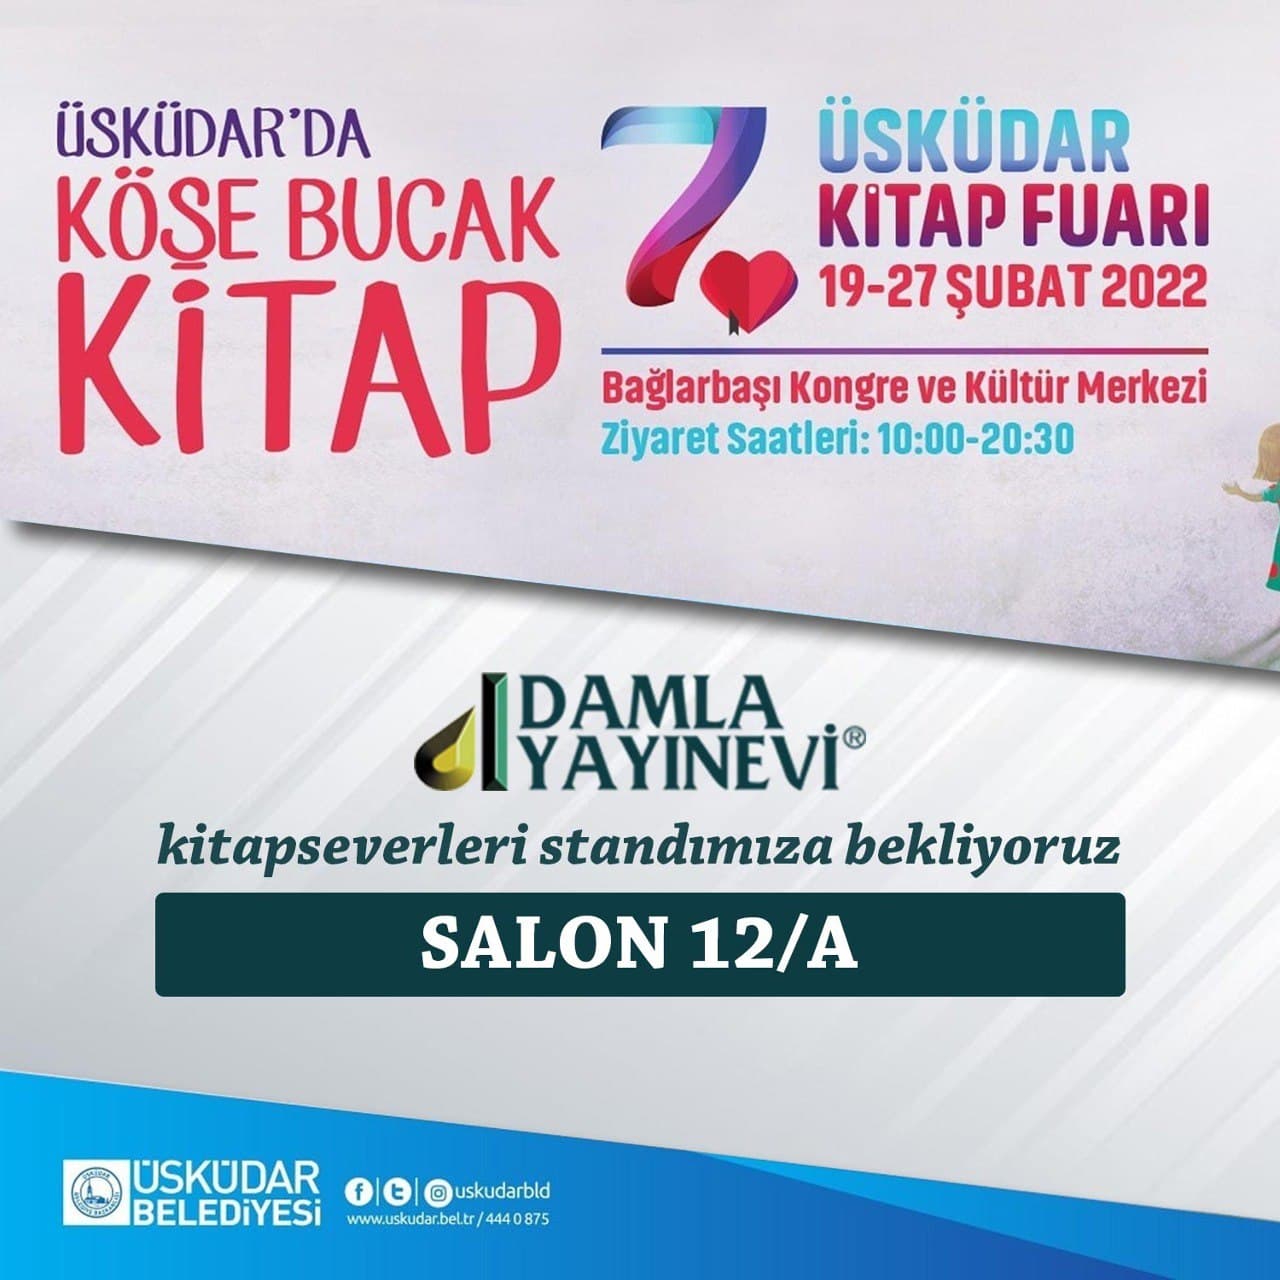 ÜSKÜDAR'DA
KÖŞE BUCAK
KİTAP
7.
ÜSKÜDAR
KİTAP FUARI
19-27 ŞUBAT 2022
Bağlarbaşı Kongre ve Kültür Merkezi
Ziyaret Saatleri: 10:00-20:30
DAMLA
YAYINEVİ®
kitapseverleri standımıza bekliyoruz
SALON 12/A
ÜSKÜDAR
BELEDİYESİ
uskudarbld
www.uskudar.bel.tr / 444 0 875